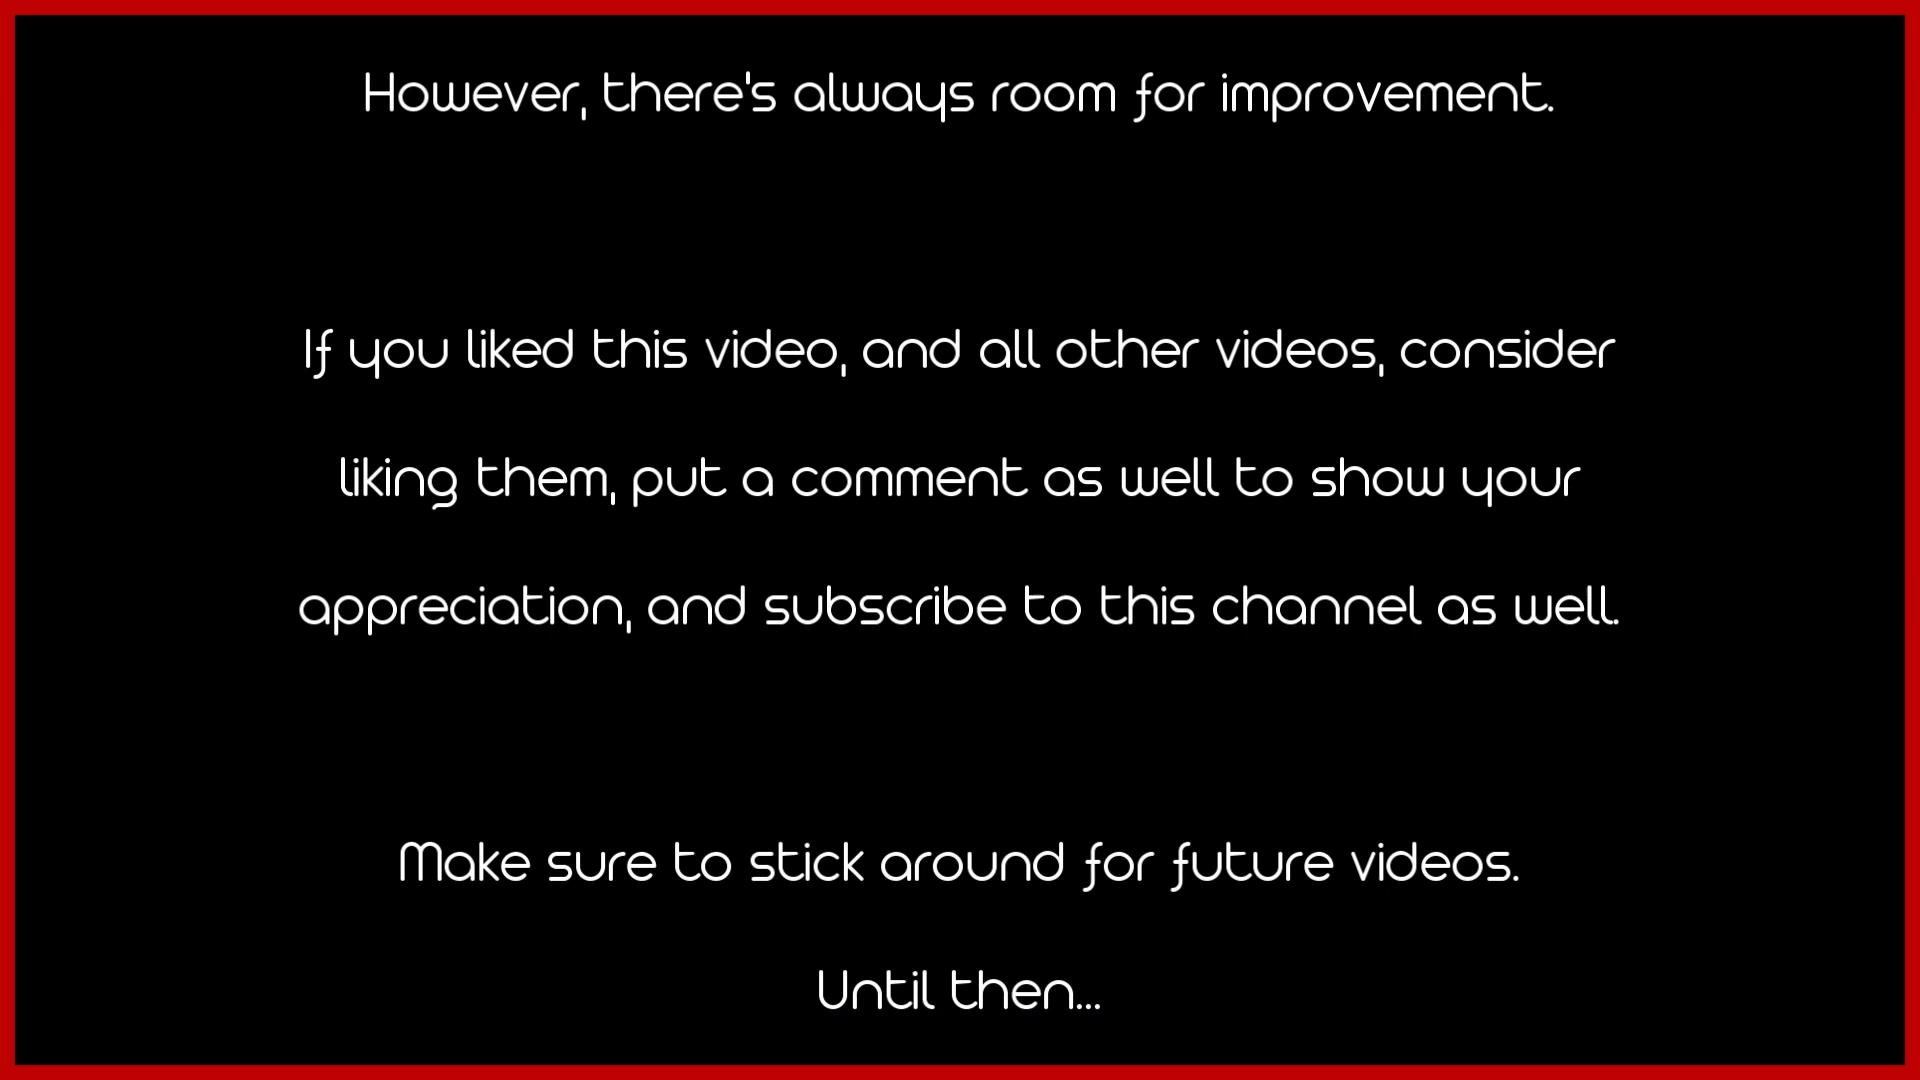 However, there's always room for improvement.
If you liked this video, and all other videos, consider
liking them, put a comment as well to show your
appreciation, and subscribe to this channel as well.
Make sure to stick around for future videos.
Until then...